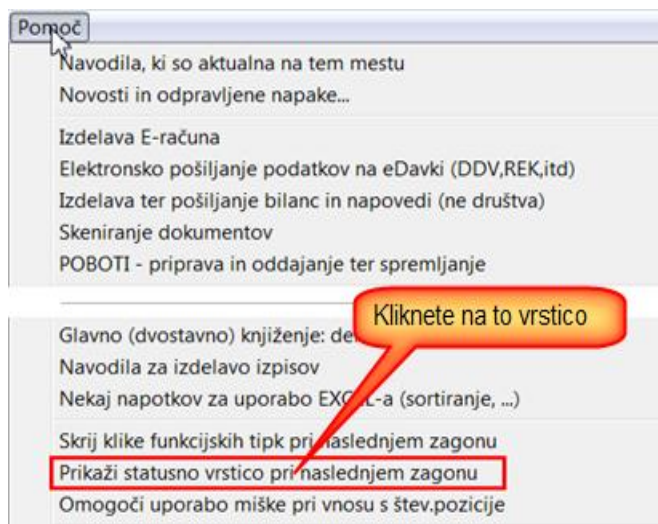 Pomoč
Navodila, ki so aktualna na tem mestu
Novosti in odpravljene napake...
Izdelava E-računa
Elektronsko pošiljanje podatkov na eDavki (DDV,REK,itd)
Izdelava ter pošiljanje bilanc in napovedi (ne društva)
Skeniranje dokumentov
POBOTI - priprava in oddajanje ter spremljanje
Kliknete na to vrstico
Glavno (dvostavno) knjiženje:
Navodila za izdelavo izpisov
Nekaj napotkov za uporabo EXCEL-a (sortiranje, ...)
Skrij klike funkcijskih tipk pri naslednjem zagonu
Prikaži statusno vrstico pri naslednjem zagonu
Omogoči uporabo miške pri vnosu s štev.pozicije